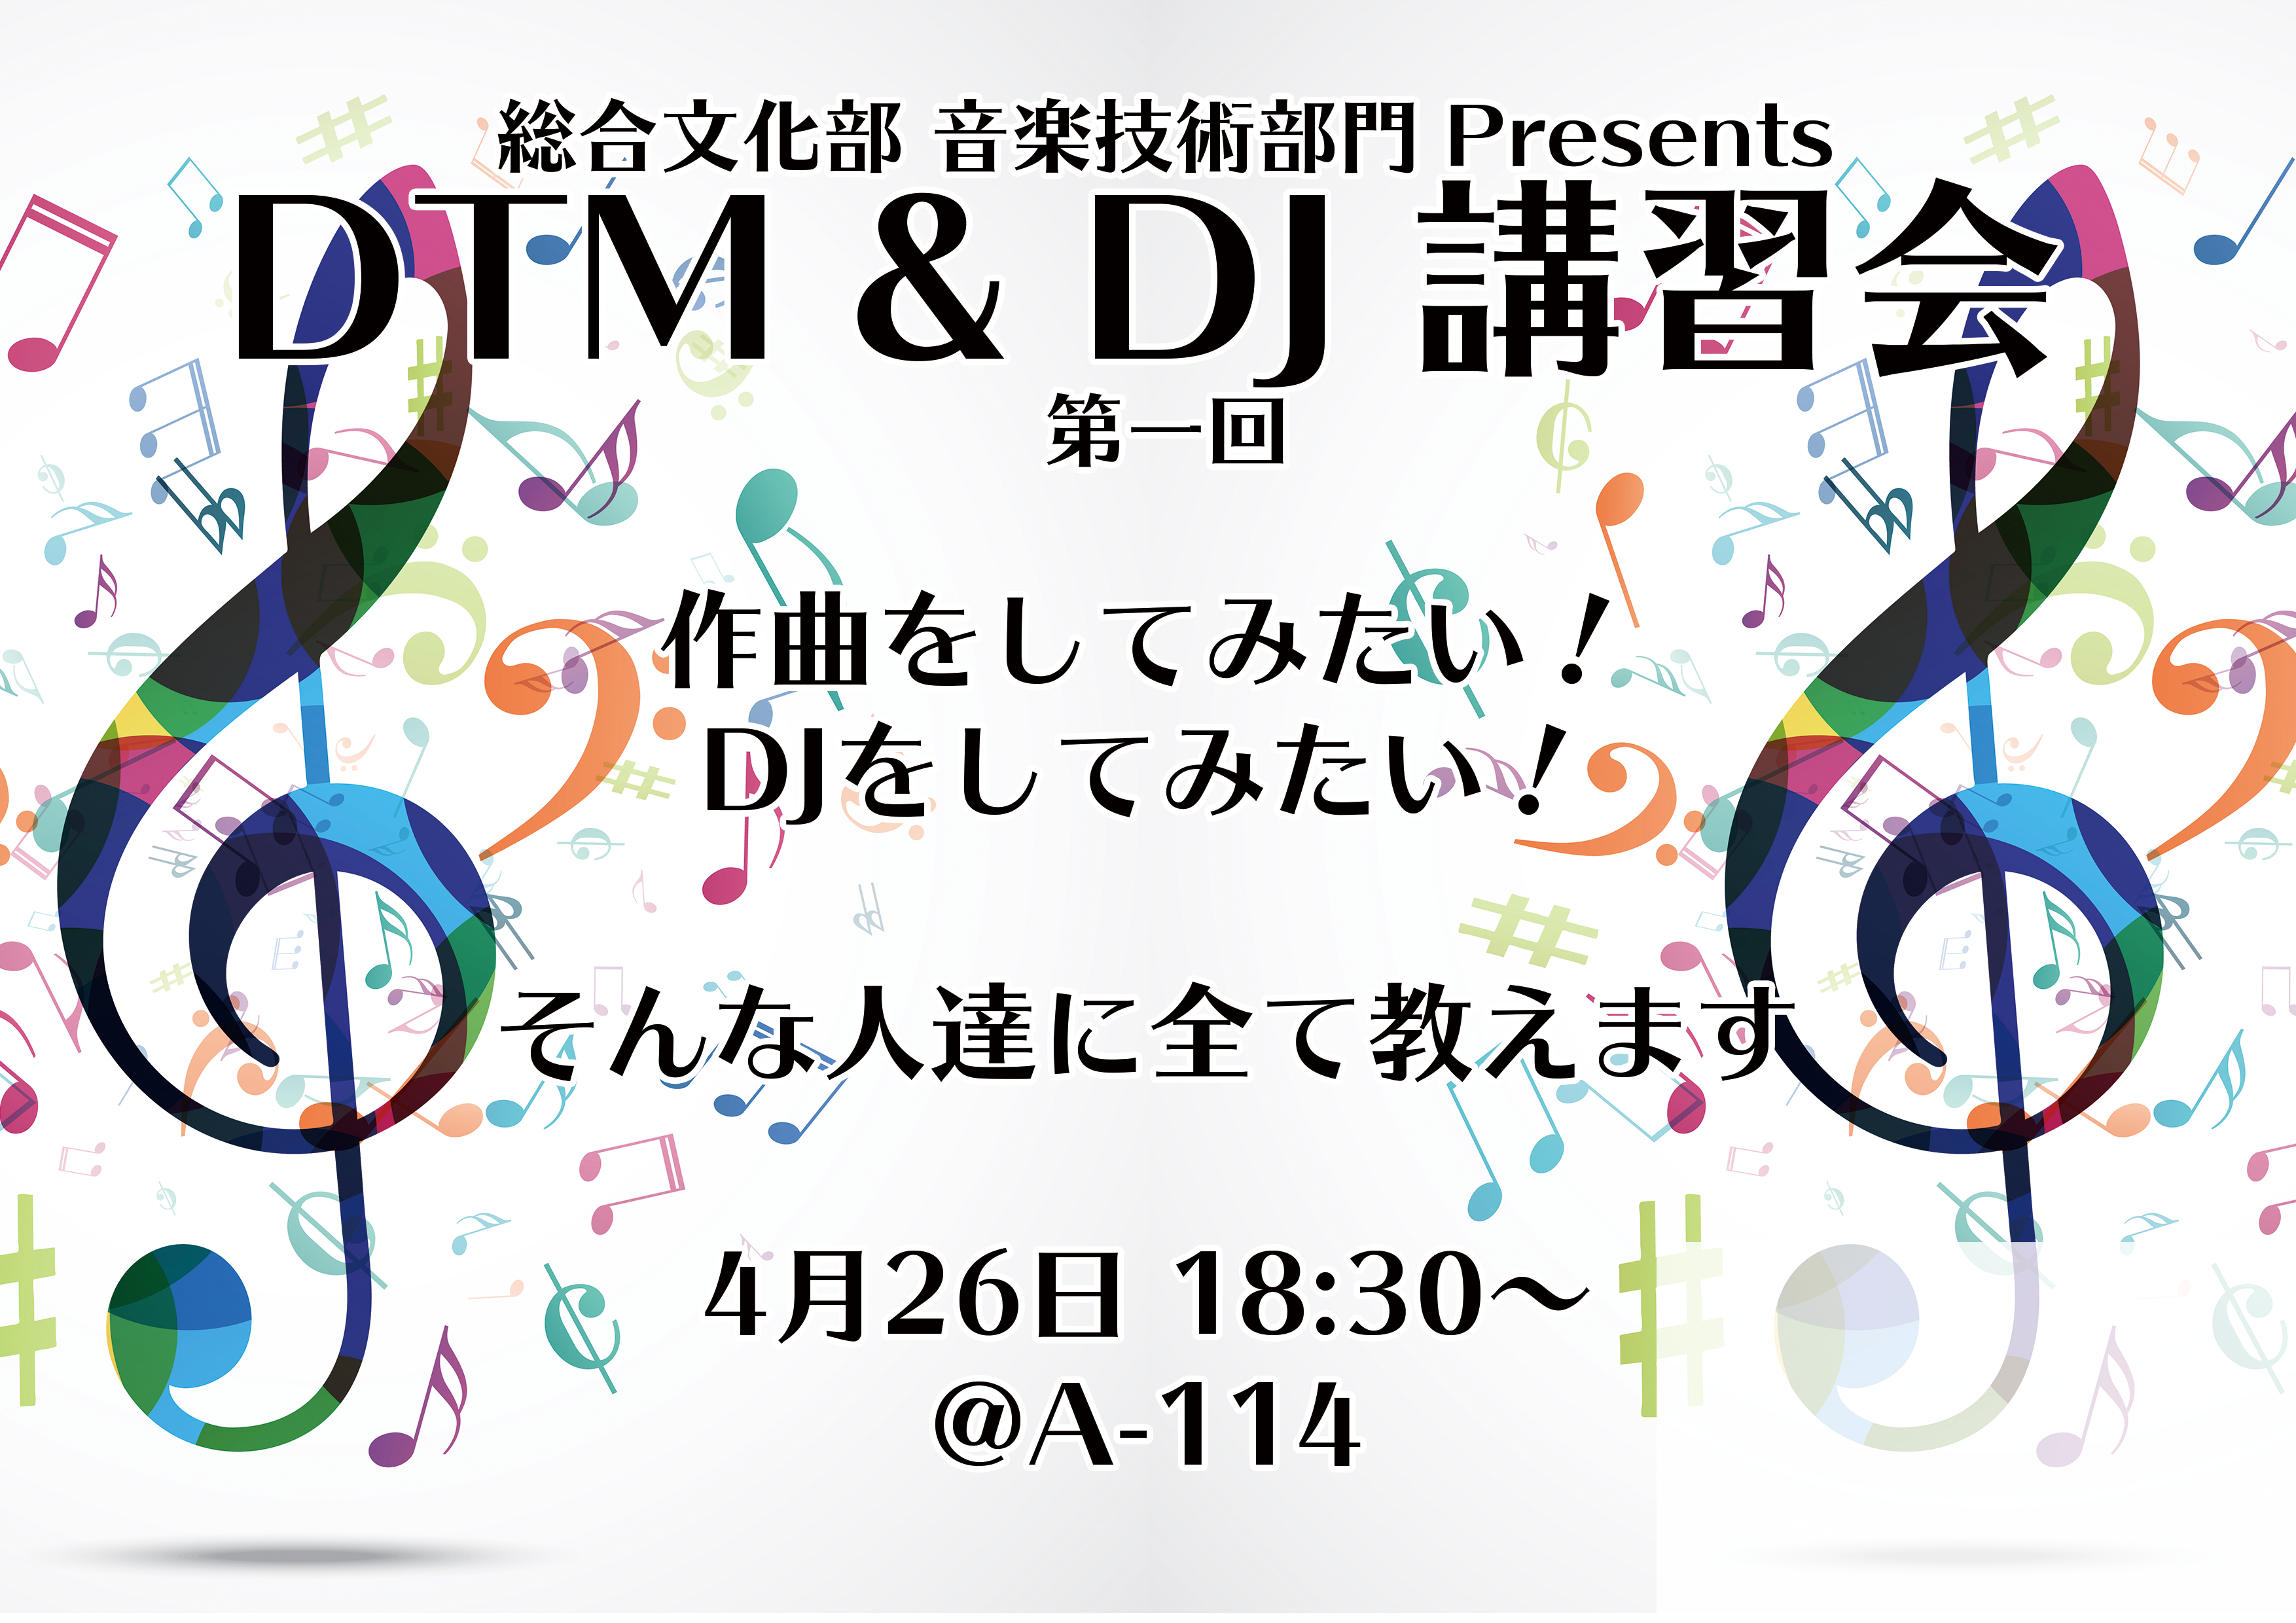 総合文化部 音楽技術部門 Presents
DTM & DJ 講習会
第一回
作曲をしてみたい！
DJをしてみたい！
そんな人達に全て教えます
4月26日 18:30～
@A-114